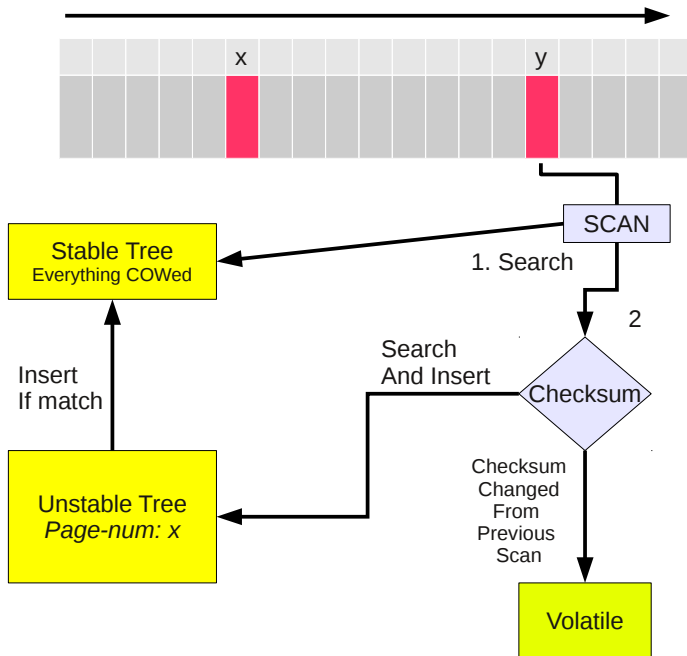 x
y
SCAN
Stable Tree
Everything COWed
1. Search
2
Search
And Insert
Checksum
Insert
If match
Checksum
Changed
From
Previous
Scan
Unstable Tree
Page-num: x
Volatile